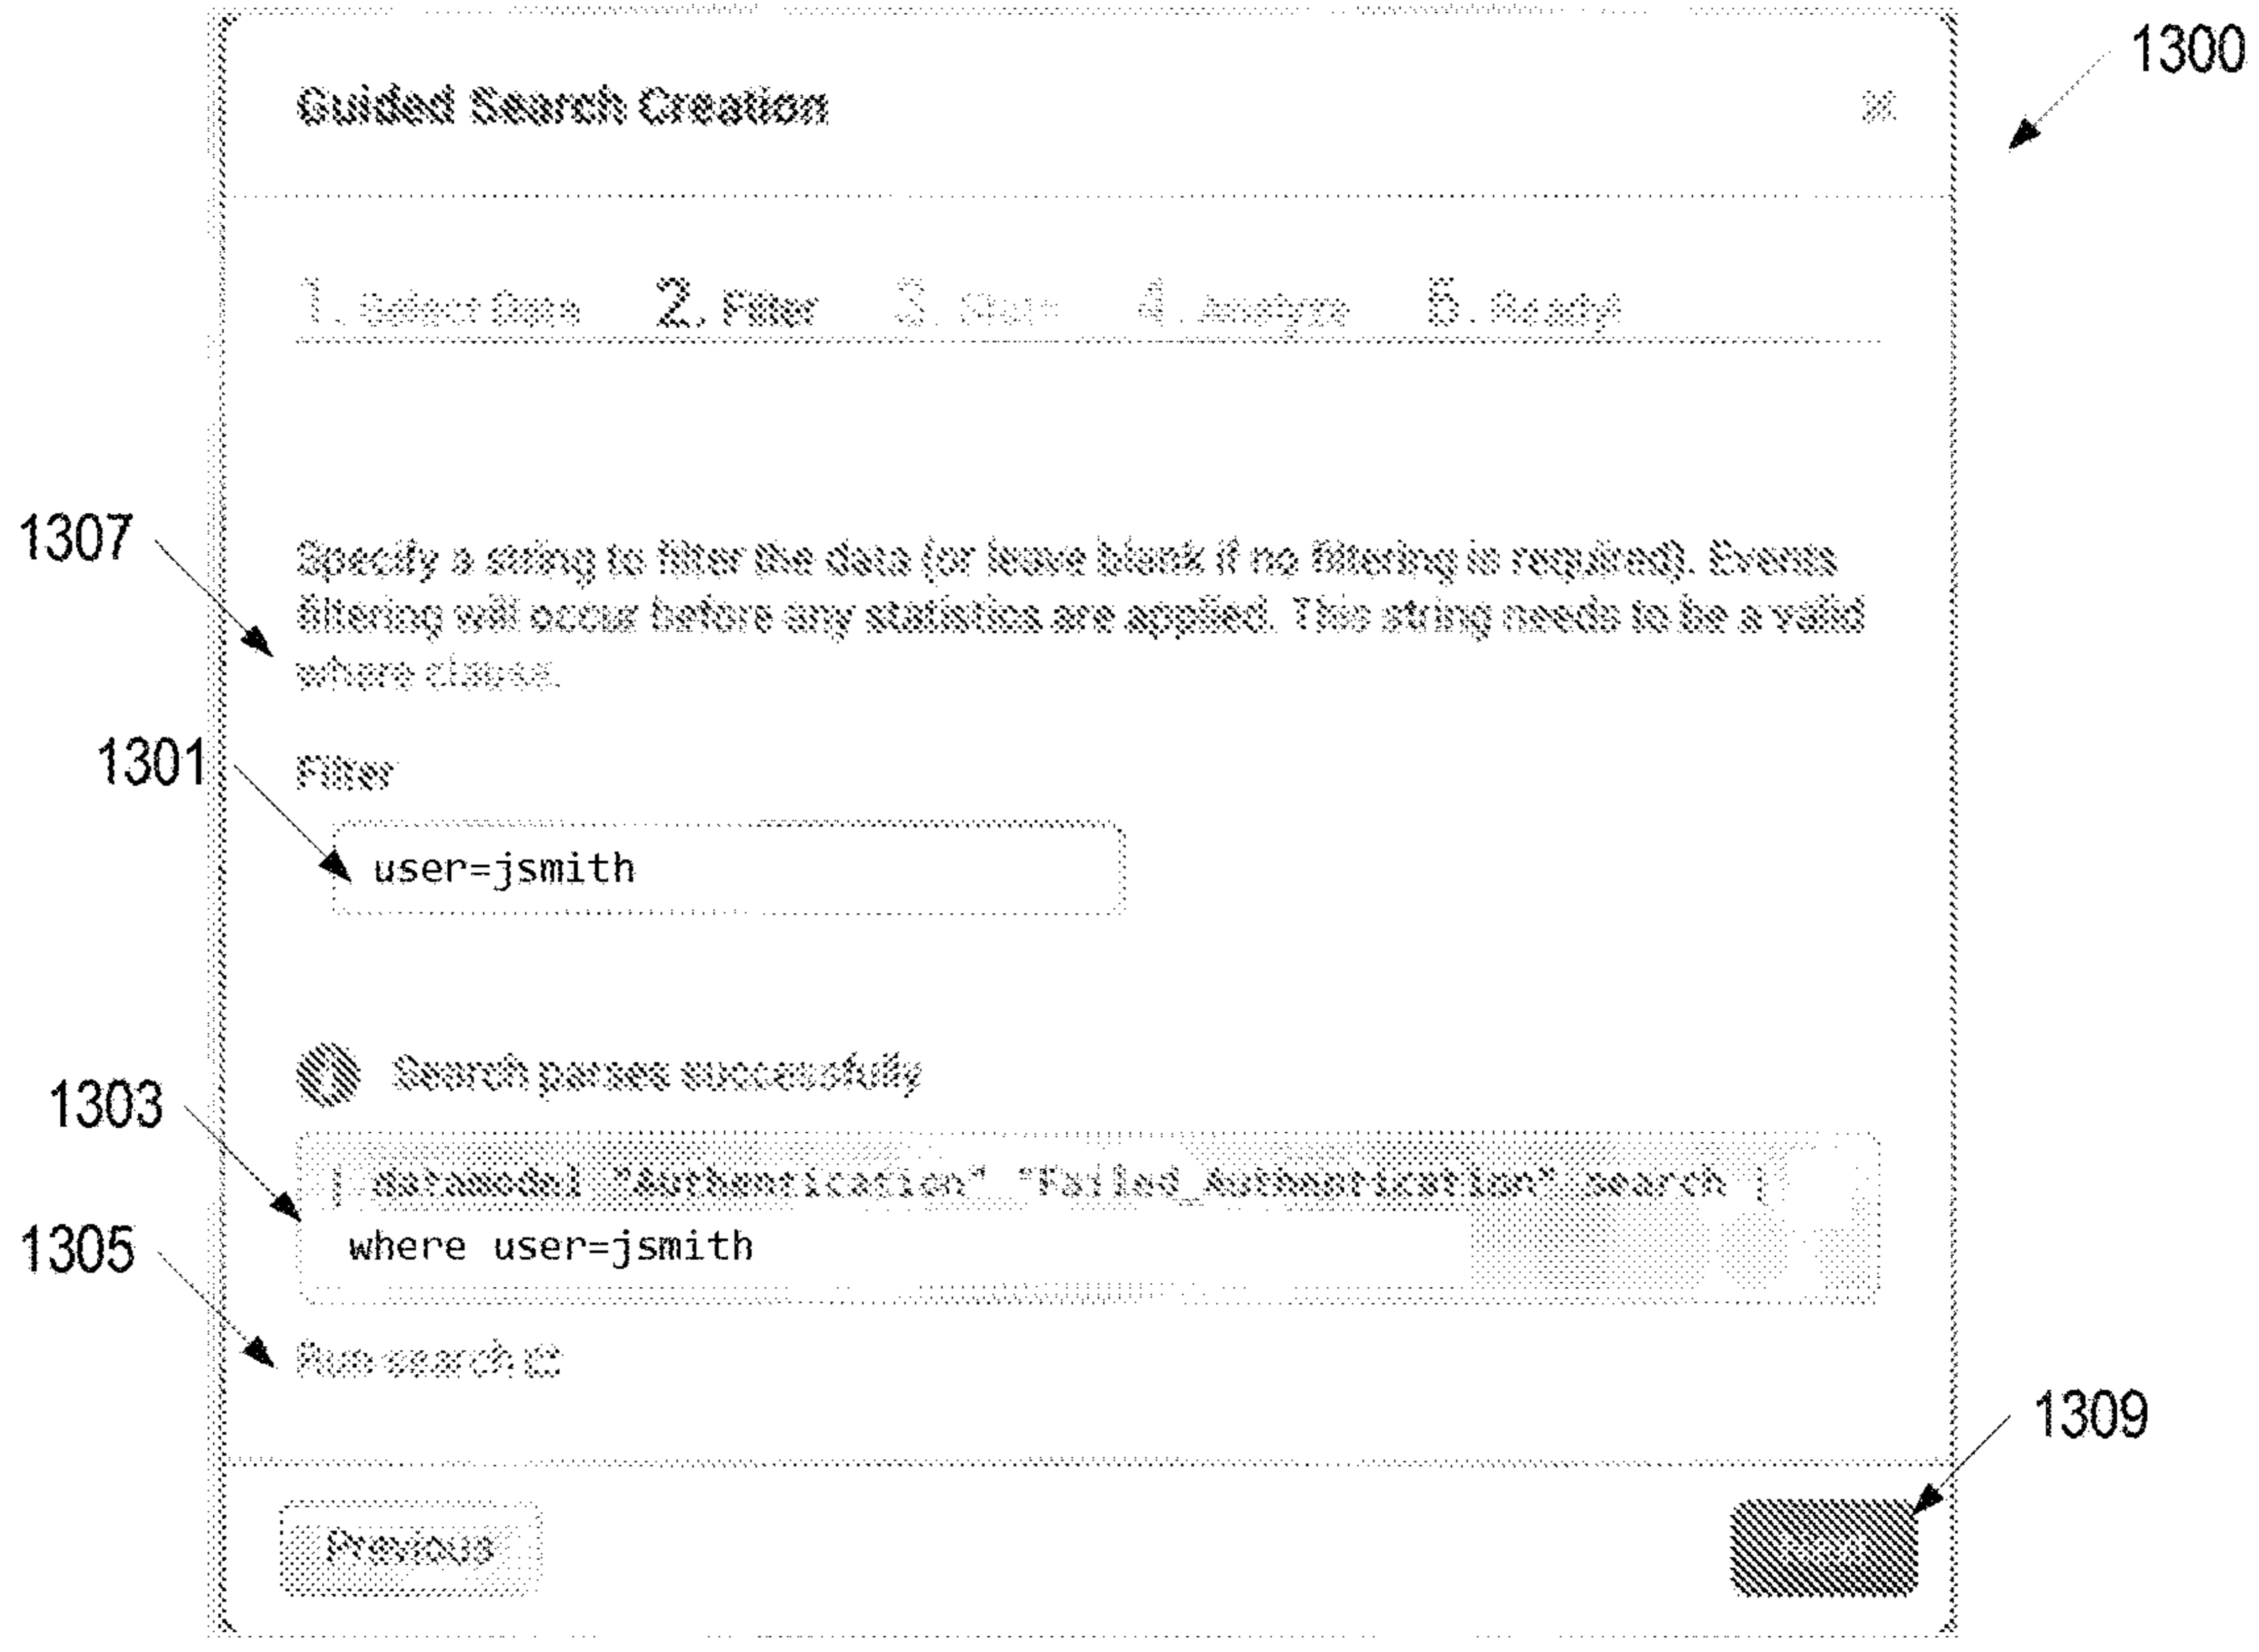 1300
Guided Search Creation
1. Select Data 2. Filter 3. 4. Analyze 5. Ready!
1307
Specify a string to filter the data (or leave blank if no filtering is required). Events
filtering will occur before any statistics are applied. This string needs to be a valid
where clause.
1301
Filter
user=jsmith
Search parses successfully
1303
| datamodel "Authentication" "Failed_Authentication" search |
where user=jsmith
1305
Run search
1309
Previous